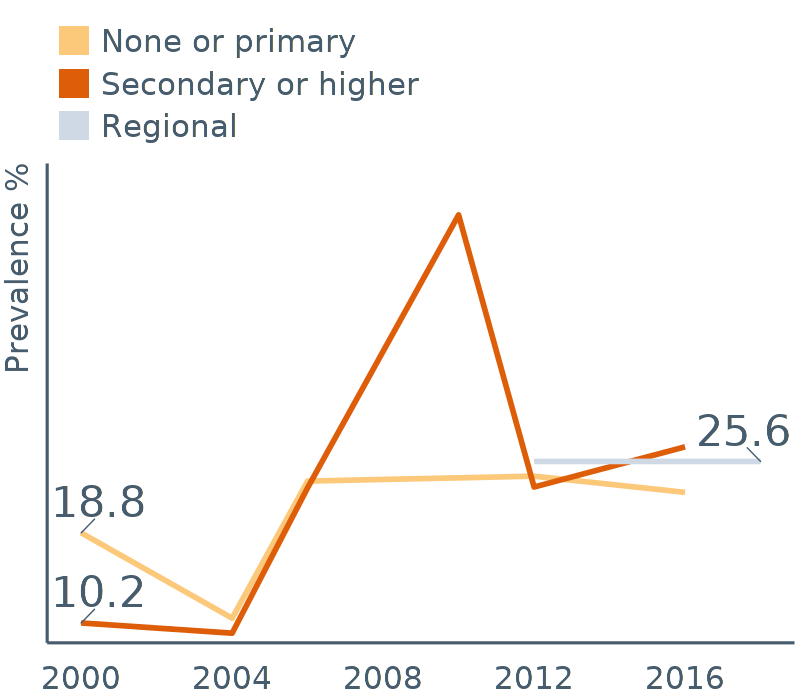 None or primary
Secondary or higher
Regional
Prevalence %
25.6
18.8
10.2
2000 2004 2008 2012 2016